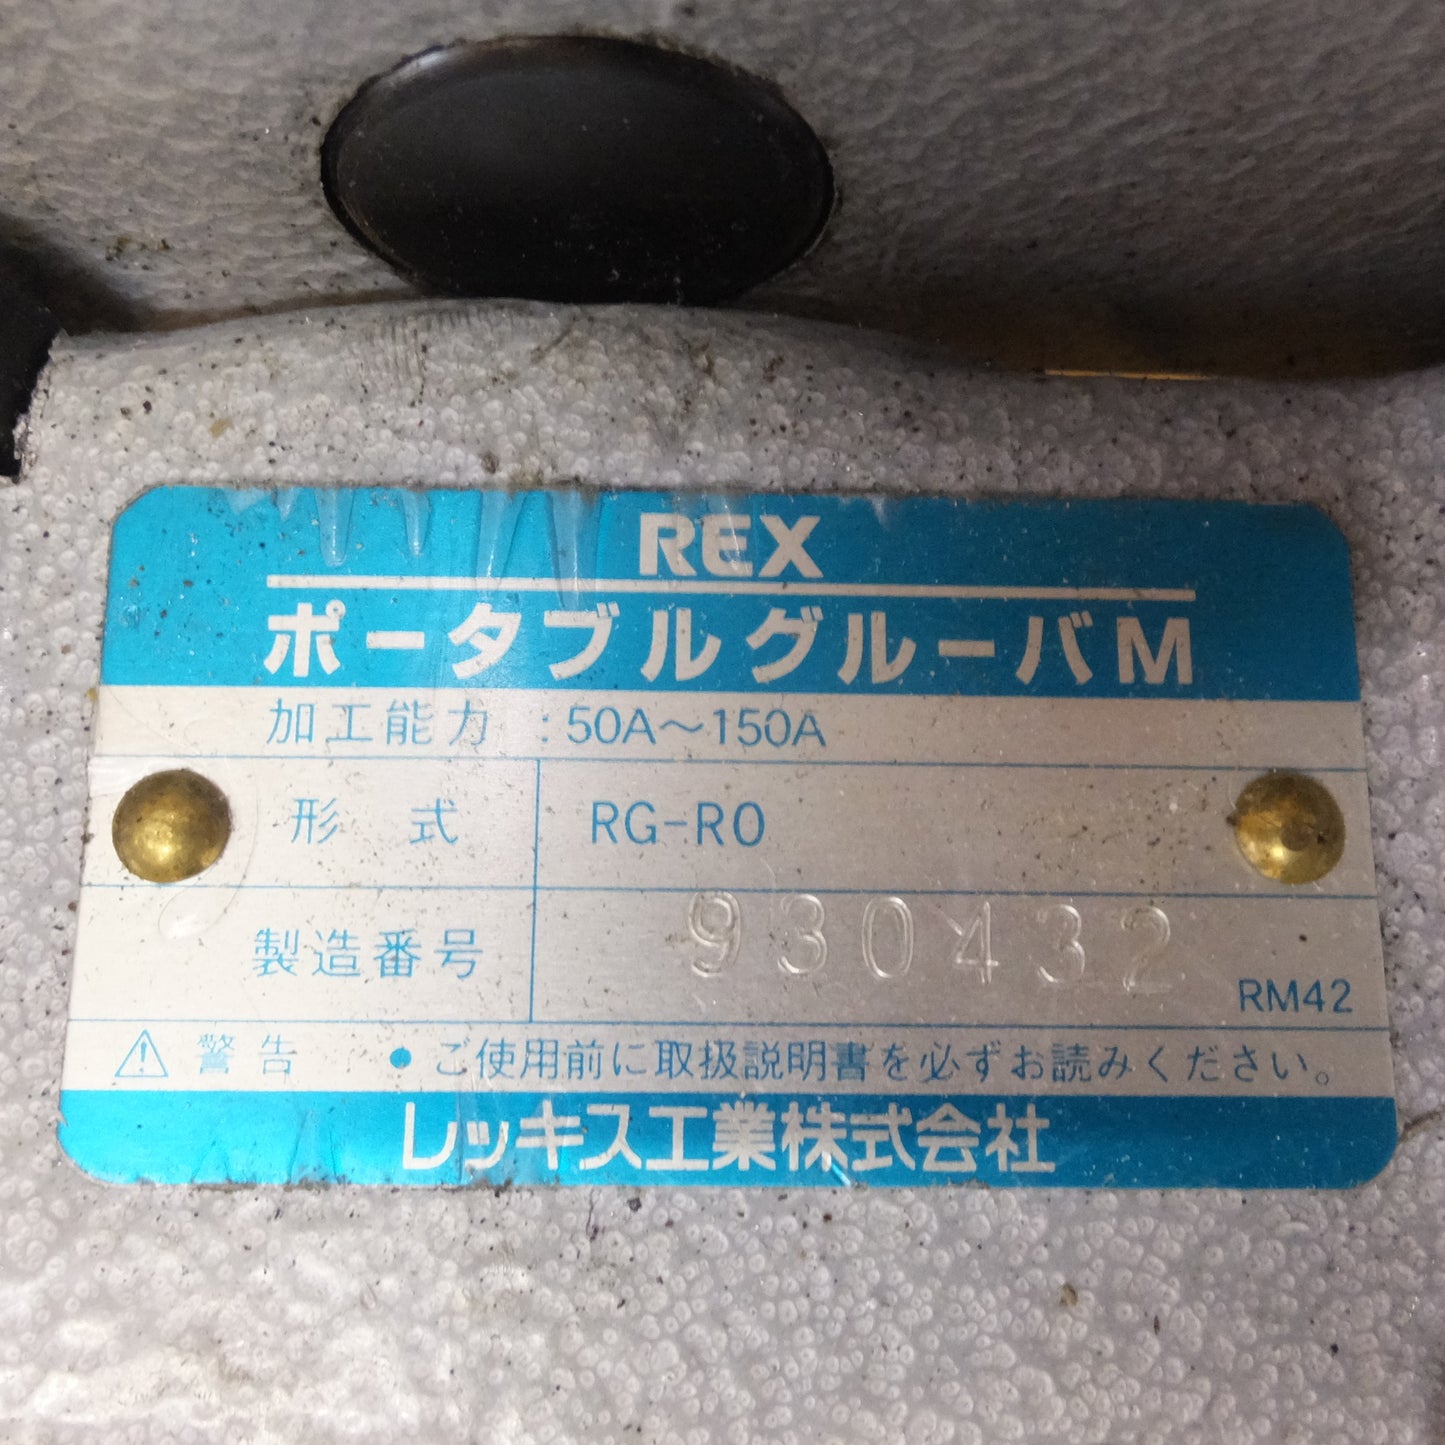 REX
ポータブルグルーバM
加工能力 : 50A～150A
形 式 RG-R0
製造番号 930432 RM42
⚠ 警告 ●ご使用前に取扱説明書を必ずお読みください。
レッキス工業株式会社